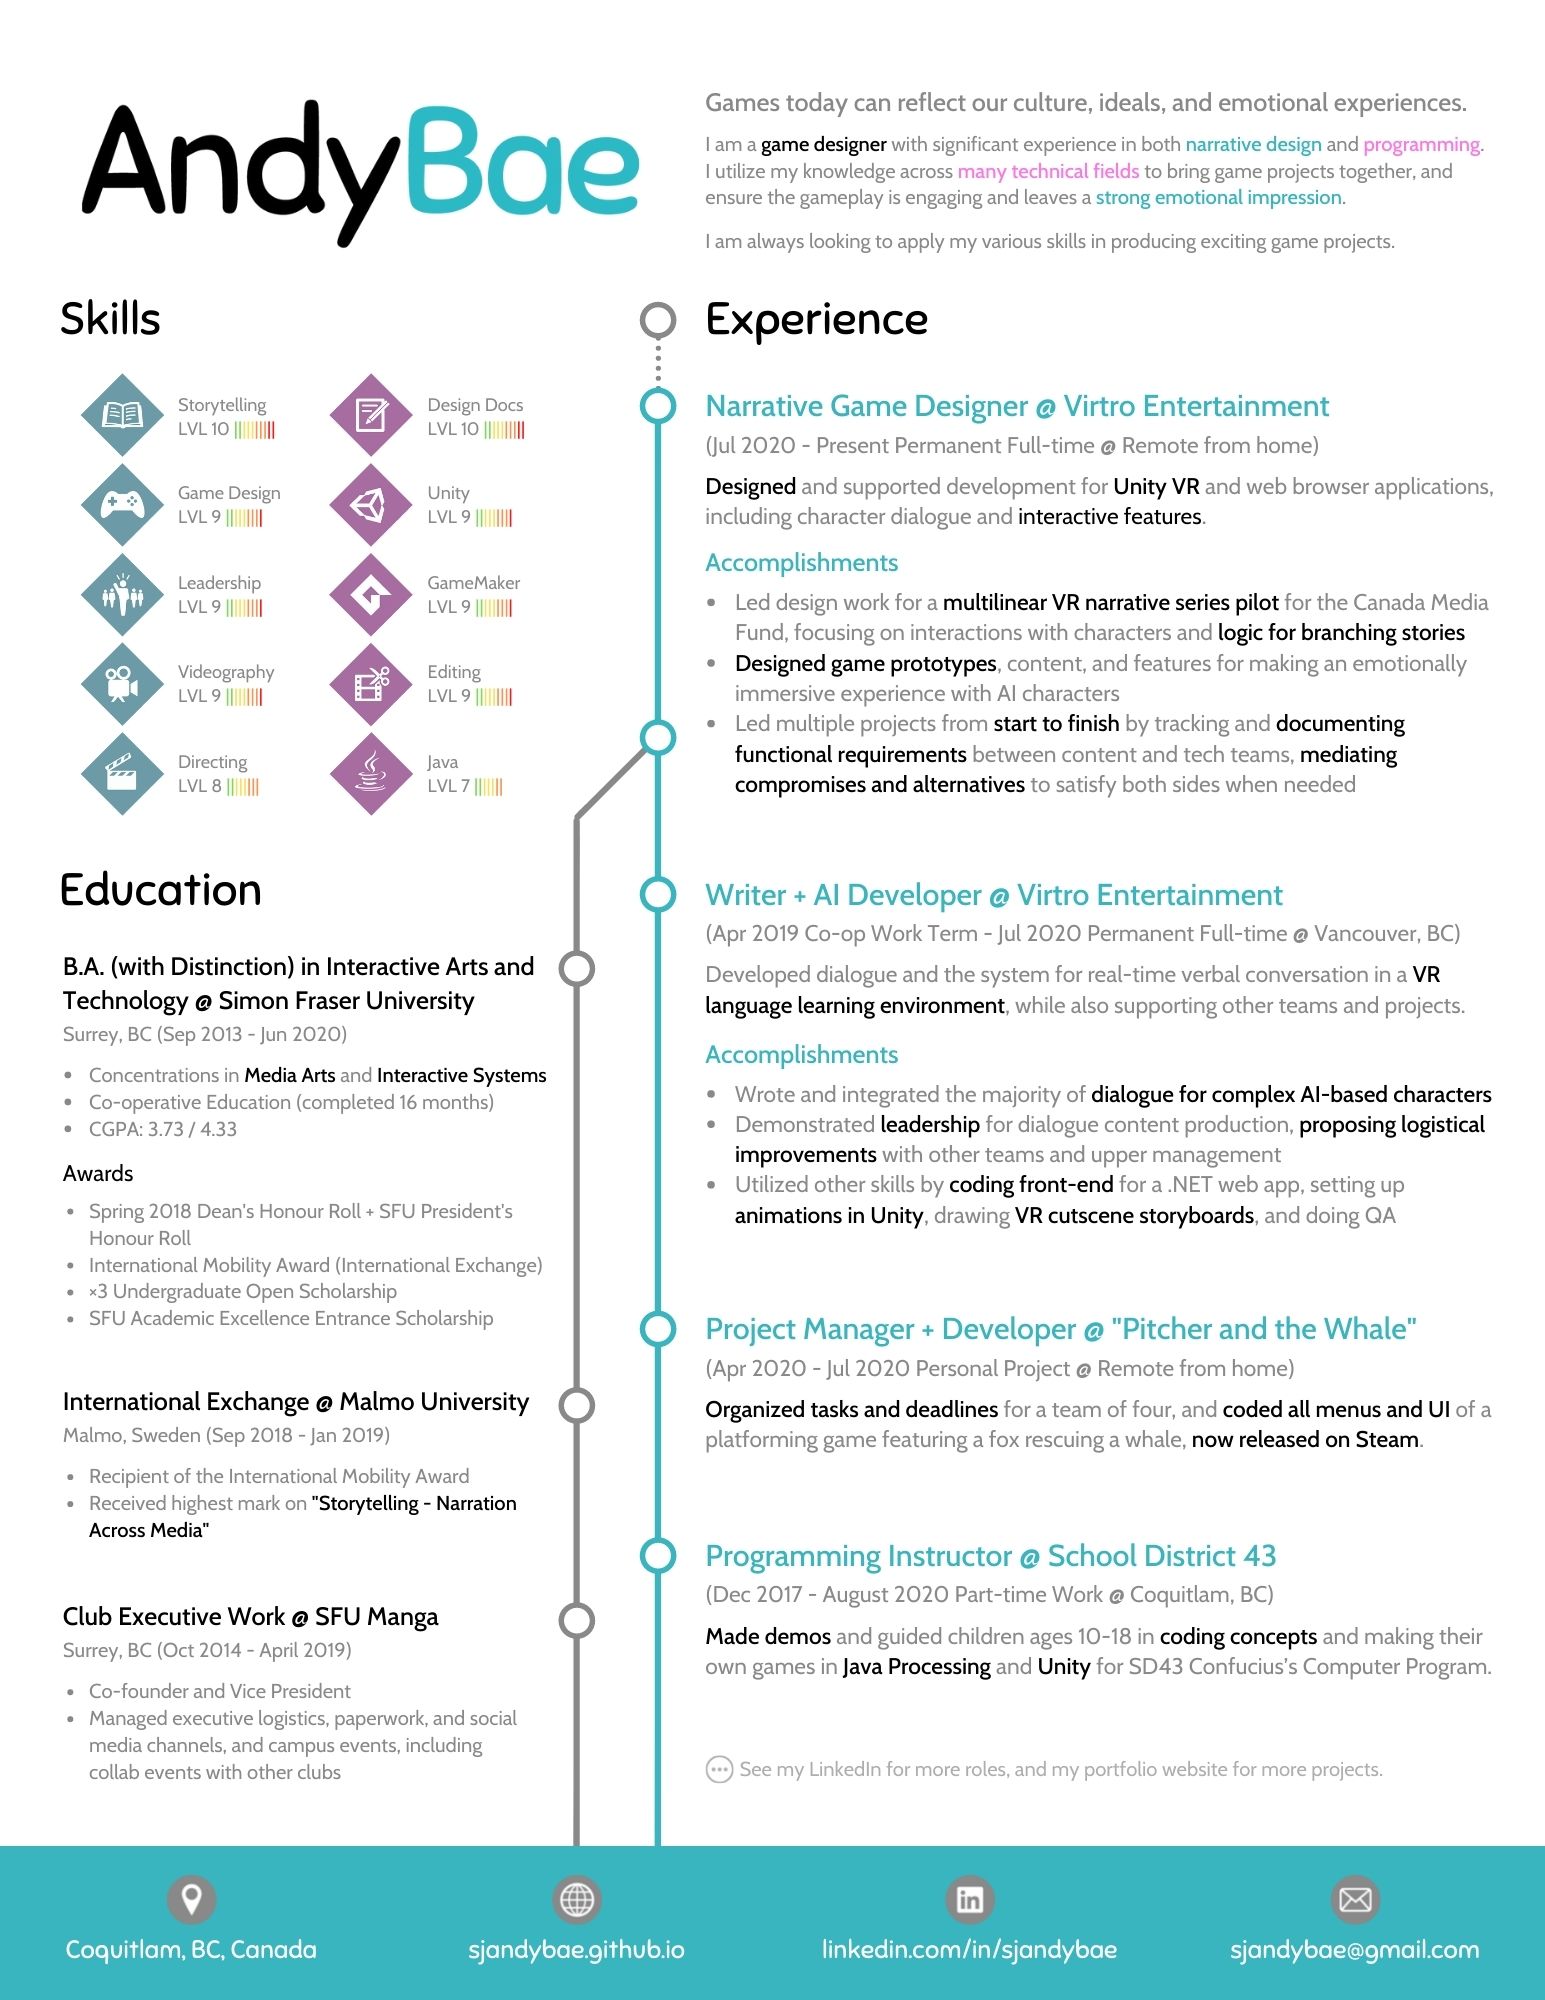 AndyBae
Games today can reflect our culture, ideals, and emotional experiences.
I am a game designer with significant experience in both narrative design and programming.
I utilize my knowledge across many technical fields to bring game projects together, and
ensure the gameplay is engaging and leaves a strong emotional impression.
I am always looking to apply my various skills in producing exciting game projects.
Skills
Storytelling
LVL 10
Design Docs
LVL 10
Game Design
LVL 9
Unity
LVL 9
Leadership
LVL 9
GameMaker
LVL 9
Videography
LVL 9
Editing
LVL 9
Directing
LVL 8
Java
LVL 7
Education
B.A. (with Distinction) in Interactive Arts and
Technology @ Simon Fraser University
Surrey, BC (Sep 2013 - Jun 2020)
• Concentrations in Media Arts and Interactive Systems
• Co-operative Education (completed 16 months)
• CGPA: 3.73 / 4.33
Awards
• Spring 2018 Dean's Honour Roll + SFU President's
Honour Roll
• International Mobility Award (International Exchange)
• ×3 Undergraduate Open Scholarship
• SFU Academic Excellence Entrance Scholarship
International Exchange @ Malmo University
Malmo, Sweden (Sep 2018 - Jan 2019)
• Recipient of the International Mobility Award
• Received highest mark on "Storytelling - Narration
Across Media"
Club Executive Work @ SFU Manga
Surrey, BC (Oct 2014 - April 2019)
• Co-founder and Vice President
• Managed executive logistics, paperwork, and social
media channels, and campus events, including
collab events with other clubs
Experience
Narrative Game Designer @ Virtro Entertainment
(Jul 2020 - Present Permanent Full-time @ Remote from home)
Designed and supported development for Unity VR and web browser applications,
including character dialogue and interactive features.
Accomplishments
• Led design work for a multilinear VR narrative series pilot for the Canada Media
Fund, focusing on interactions with characters and logic for branching stories
• Designed game prototypes, content, and features for making an emotionally
immersive experience with AI characters
• Led multiple projects from start to finish by tracking and documenting
functional requirements between content and tech teams, mediating
compromises and alternatives to satisfy both sides when needed
Writer + AI Developer @ Virtro Entertainment
(Apr 2019 Co-op Work Term - Jul 2020 Permanent Full-time @ Vancouver, BC)
Developed dialogue and the system for real-time verbal conversation in a VR
language learning environment, while also supporting other teams and projects.
Accomplishments
• Wrote and integrated the majority of dialogue for complex AI-based characters
• Demonstrated leadership for dialogue content production, proposing logistical
improvements with other teams and upper management
• Utilized other skills by coding front-end for a .NET web app, setting up
animations in Unity, drawing VR cutscene storyboards, and doing QA
Project Manager + Developer @ "Pitcher and the Whale"
(Apr 2020 - Jul 2020 Personal Project @ Remote from home)
Organized tasks and deadlines for a team of four, and coded all menus and UI of a
platforming game featuring a fox rescuing a whale, now released on Steam.
Programming Instructor @ School District 43
(Dec 2017 - August 2020 Part-time Work @ Coquitlam, BC)
Made demos and guided children ages 10-18 in coding concepts and making their
own games in Java Processing and Unity for SD43 Confucius's Computer Program.
See my LinkedIn for more roles, and my portfolio website for more projects.
Coquitlam, BC, Canada
sjandybae.github.io
in
linkedin.com/in/sjandybae
sjandybae@gmail.com